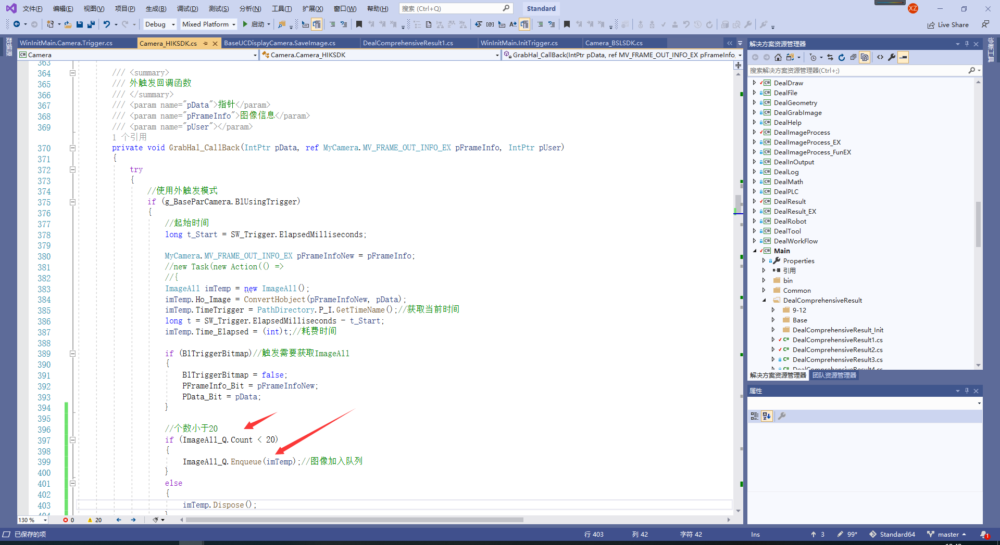 文件(F) 编辑(E) 视图(V) 项目(P) 生成(B) 调试(D) 测试(S) 分析(N) 工具(T) 扩展(X) 窗口(W) 帮助(H) 搜索 (Ctrl+Q) Standard XZ
Debug Mixed Platform 启动 Live Share
数据源
WinInitMain.Camera.Trigger.cs Camera_HIKSDK.cs BaseUCDisplayCamera.SaveImage.cs DealComprehensiveResult1.cs WinInitMain.InitTrigger.cs Camera_BSLSDK.cs
Camera Camera.Camera_HIKSDK GrabHal_CallBack(IntPtr pData, ref MV_FRAME_OUT_INFO_EX pFrameInfo,
363
364 /// <summary>
365 /// 外触发回调函数
366 /// </summary>
367 /// <param name="pData">指针</param>
368 /// <param name="pFrameInfo">图像信息</param>
369 /// <param name="pUser"></param>
1 个引用
370 private void GrabHal_CallBack(IntPtr pData, ref MyCamera.MV_FRAME_OUT_INFO_EX pFrameInfo, IntPtr pUser)
371 {
372 try
373 {
374 //使用外触发模式
375 if (g_BaseParCamera.BlUsingTrigger)
376 {
377 //起始时间
378 long t_Start = SW_Trigger.ElapsedMilliseconds;
379
380 MyCamera.MV_FRAME_OUT_INFO_EX pFrameInfoNew = pFrameInfo;
381 //new Task(new Action(() =>
382 //{
383 ImageAll imTemp = new ImageAll();
384 imTemp.Ho_Image = ConvertHobject(pFrameInfoNew, pData);
385 imTemp.TimeTrigger = PathDirectory.P_I.GetTimeName();//获取当前时间
386 long t = SW_Trigger.ElapsedMilliseconds - t_Start;
387 imTemp.Time_Elapsed = (int)t;//耗费时间
388
389 if (BlTriggerBitmap)//触发需要获取ImageAll
390 {
391 BlTriggerBitmap = false;
392 PFrameInfo_Bit = pFrameInfoNew;
393 PData_Bit = pData;
394 }
395
396 //个数小于20
397 if (ImageAll_Q.Count < 20)
398 {
399 ImageAll_Q.Enqueue(imTemp);//图像加入队列
400 }
401 else
402 {
403 imTemp.Dispose();
404 }
130 % 0 20
解决方案资源管理器
搜索解决方案资源管理器(Ctrl+;)
DealDraw
DealFile
DealGeometry
DealGrabImage
DealHelp
DealImageProcess
DealImageProcess_EX
DealImageProcess_FunEX
DealInOutput
DealLog
DealMath
DealPLC
DealResult
DealResult_EX
DealRobot
DealTool
DealWorkFlow
Main
Properties
引用
bin
Common
DealComprehensiveResult
9-12
Base
DealComprehensiveResult_Init
DealComprehensiveResult1.cs
DealComprehensiveResult2.cs
DealComprehensiveResult3.cs
DealComprehensiveResult4.cs
解决方案资源管理器 团队资源管理器
属性
诊断工具
已保存的项 行 403 列 42 字符 42 Ins 3 99* Standard64 master 1